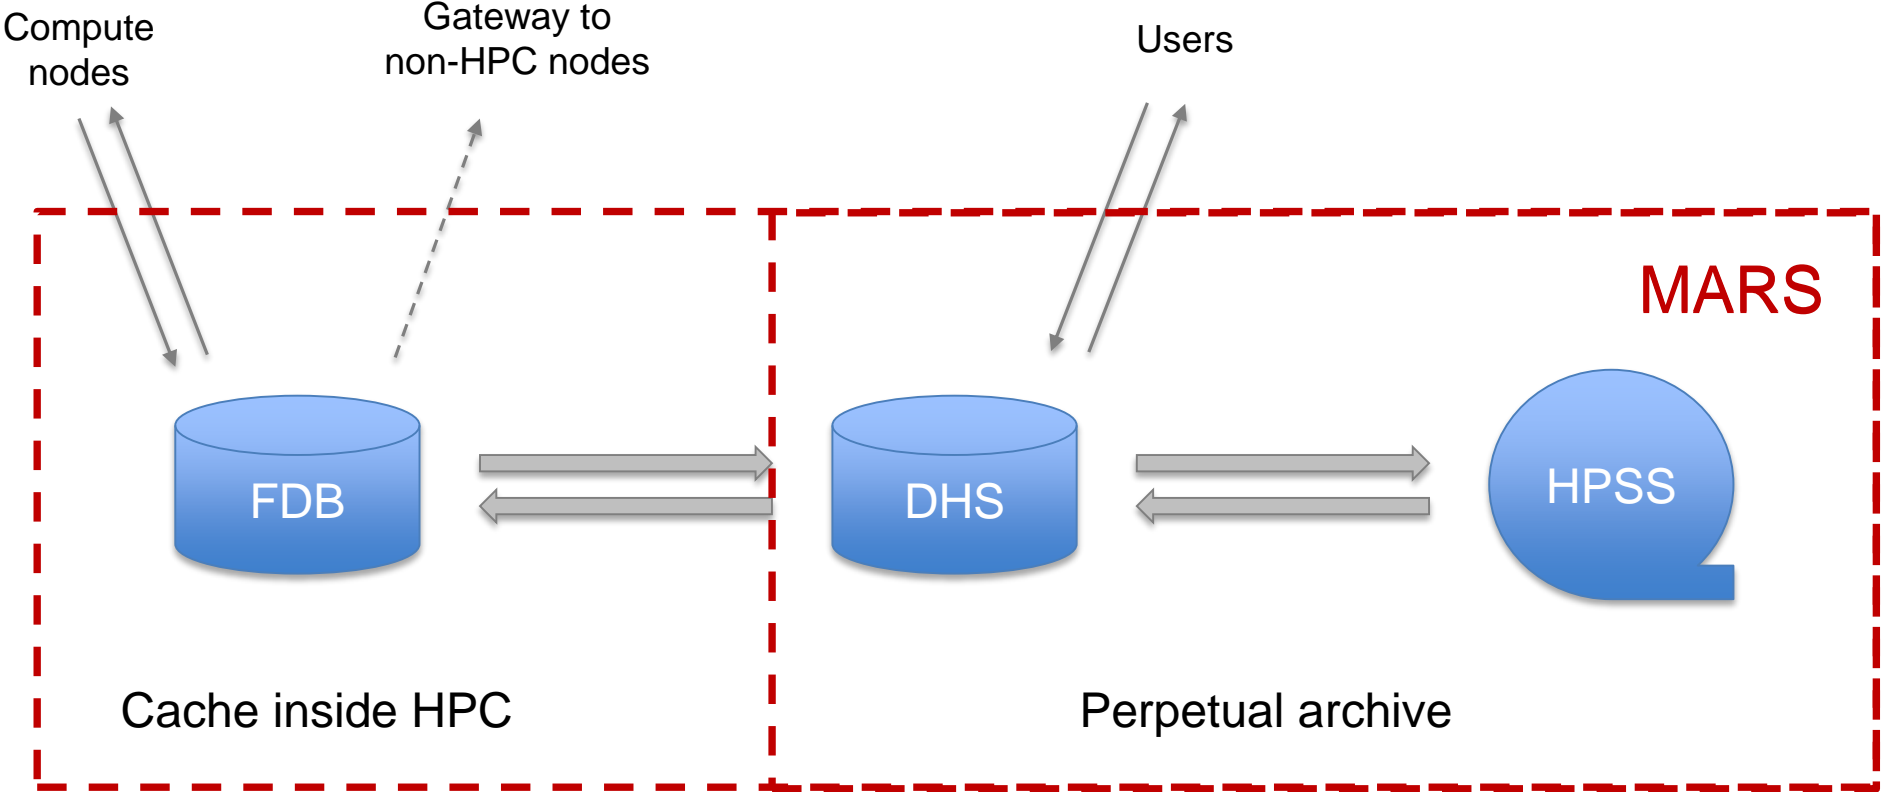 Compute
nodes
Gateway to
non-HPC nodes
Users
MARS
FDB
DHS
HPSS
Cache inside HPC
Perpetual archive